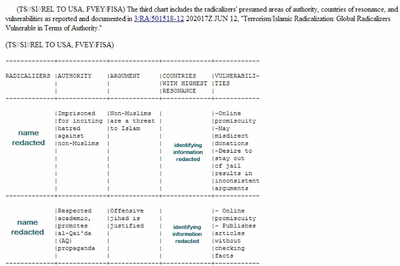 (TS//SI//REL TO USA, FVEY/FISA) The third chart includes the radicalizers' presumed areas of authority, countries of resonance, and
vulnerabilities as reported and documented in 3/RA/501518-12 202017Z JUN 12, "Terrorism/Islamic Radicalization: Global Radicalizers
Vulnerable in Terms of Authority."
(TS//SI//REL TO USA, FVEY/FISA)
RADICALIZERS |AUTHORITY |ARGUMENT |COUNTRIES |VULNERABILI-
| | |WITH HIGHEST |TIES
| | |RESONANCE |
|Imprisoned |Non-Muslims | |-Online
|for inciting |are a threat | |promiscuity
name |hatred |to Islam | |-May
redacted |against | | |misdirect
|non-Muslims | | identifying |donations
| | | information |-Desire to
| | | redacted |stay out
| | | |of jail
| | | |results in
| | | |inconsistent
| | | |arguments
|Respected |Offensive | |- Online
|academic, |jihad is | |promiscuity
name |promotes |justified | identifying |- Publishes
redacted |al-Qai'da | | information |articles
|(AQ) | | redacted |without
|propaganda | | |checking
| | | |facts